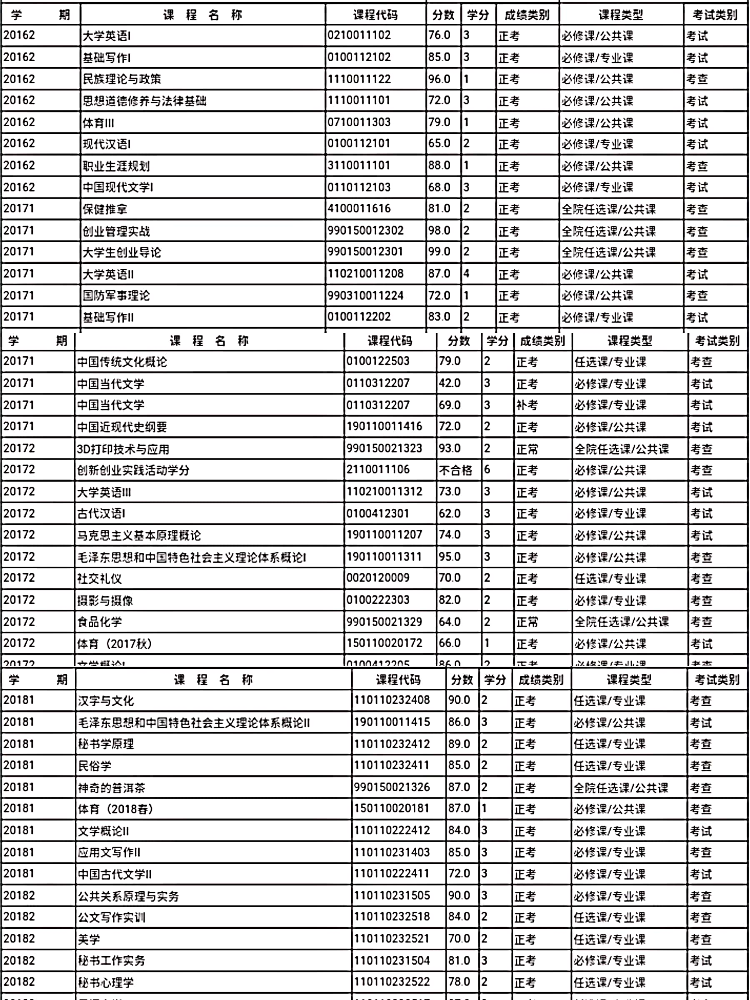 学 期 课 程 名 称 课程代码 分数 学分 成绩类别 课程类型 考试类别
20162 大学英语I 0210011102 76.0 3 正考 必修课/公共课 考试
20162 基础写作I 0100112102 85.0 3 正考 必修课/专业课 考试
20162 民族理论与政策 1110011122 96.0 1 正考 必修课/公共课 考查
20162 思想道德修养与法律基础 1110011101 72.0 3 正考 必修课/公共课 考试
20162 体育III 0710011303 79.0 1 正考 必修课/公共课 考试
20162 现代汉语I 0100112101 65.0 2 正考 必修课/专业课 考试
20162 职业生涯规划 3110011101 88.0 1 正考 必修课/公共课 考查
20162 中国现代文学I 0110112103 68.0 3 正考 必修课/专业课 考试
20171 保健推拿 4100011616 81.0 2 正考 全院任选课/公共课 考查
20171 创业管理实战 990150012302 98.0 2 正考 全院任选课/公共课 考查
20171 大学生创业导论 990150012301 99.0 2 正考 全院任选课/公共课 考查
20171 大学英语II 110210011208 87.0 4 正考 必修课/公共课 考试
20171 国防军事理论 990310011224 72.0 1 正考 必修课/公共课 考查
20171 基础写作II 0100112202 83.0 2 正考 必修课/专业课 考试
学 期 课 程 名 称 课程代码 分数 学分 成绩类别 课程类型 考试类别
20171 中国传统文化概论 0100122503 79.0 2 正考 任选课/专业课 考查
20171 中国当代文学 0110312207 42.0 3 正考 必修课/专业课 考试
20171 中国当代文学 0110312207 69.0 3 补考 必修课/专业课 考试
20171 中国近现代史纲要 190110011416 72.0 2 正考 必修课/公共课 考试
20172 3D打印技术与应用 990150021323 93.0 2 正常 全院任选课/公共课 考查
20172 创新创业实践活动学分 2110011106 不合格 6 正考 必修课/公共课 考查
20172 大学英语III 110210011312 73.0 3 正考 必修课/公共课 考试
20172 古代汉语I 0100412301 62.0 3 正考 必修课/专业课 考试
20172 马克思主义基本原理概论 190110011207 74.0 3 正考 必修课/公共课 考试
20172 毛泽东思想和中国特色社会主义理论体系概论I 190110011311 95.0 3 正考 必修课/公共课 考查
20172 社交礼仪 0020120009 70.0 2 正考 任选课/专业课 考查
20172 摄影与摄像 0100222303 82.0 2 正考 必修课/专业课 考查
20172 食品化学 990150021329 64.0 2 正常 全院任选课/公共课 考查
20172 体育（2017秋） 150110020172 66.0 1 正考 必修课/公共课 考试
20172 文学概论I 0100412205 86.0 2 正考 必修课/专业课 考查
学 期 课 程 名 称 课程代码 分数 学分 成绩类别 课程类型 考试类别
20181 汉字与文化 110110232408 90.0 2 正考 任选课/专业课 考查
20181 毛泽东思想和中国特色社会主义理论体系概论II 190110011415 86.0 3 正考 必修课/公共课 考试
20181 秘书学原理 110110232412 89.0 2 正考 任选课/专业课 考查
20181 民俗学 110110232411 85.0 2 正考 任选课/专业课 考查
20181 神奇的普洱茶 990150021326 87.0 2 正考 全院任选课/公共课 考查
20181 体育（2018春） 150110020181 87.0 1 正考 必修课/公共课 考查
20181 文学概论II 110110222412 84.0 3 正考 必修课/专业课 考试
20181 应用文写作II 110110231403 85.0 3 正考 必修课/专业课 考查
20181 中国古代文学II 110110222411 72.0 3 正考 必修课/专业课 考试
20182 公共关系原理与实务 110110231505 90.0 3 正考 必修课/专业课 考查
20182 公文写作实训 110110232518 84.0 2 正考 任选课/专业课 考查
20182 美学 110110232521 70.0 2 正考 任选课/专业课 考查
20182 秘书工作实务 110110231504 81.0 3 正考 必修课/专业课 考试
20182 秘书心理学 110110232522 78.0 2 正考 任选课/专业课 考试